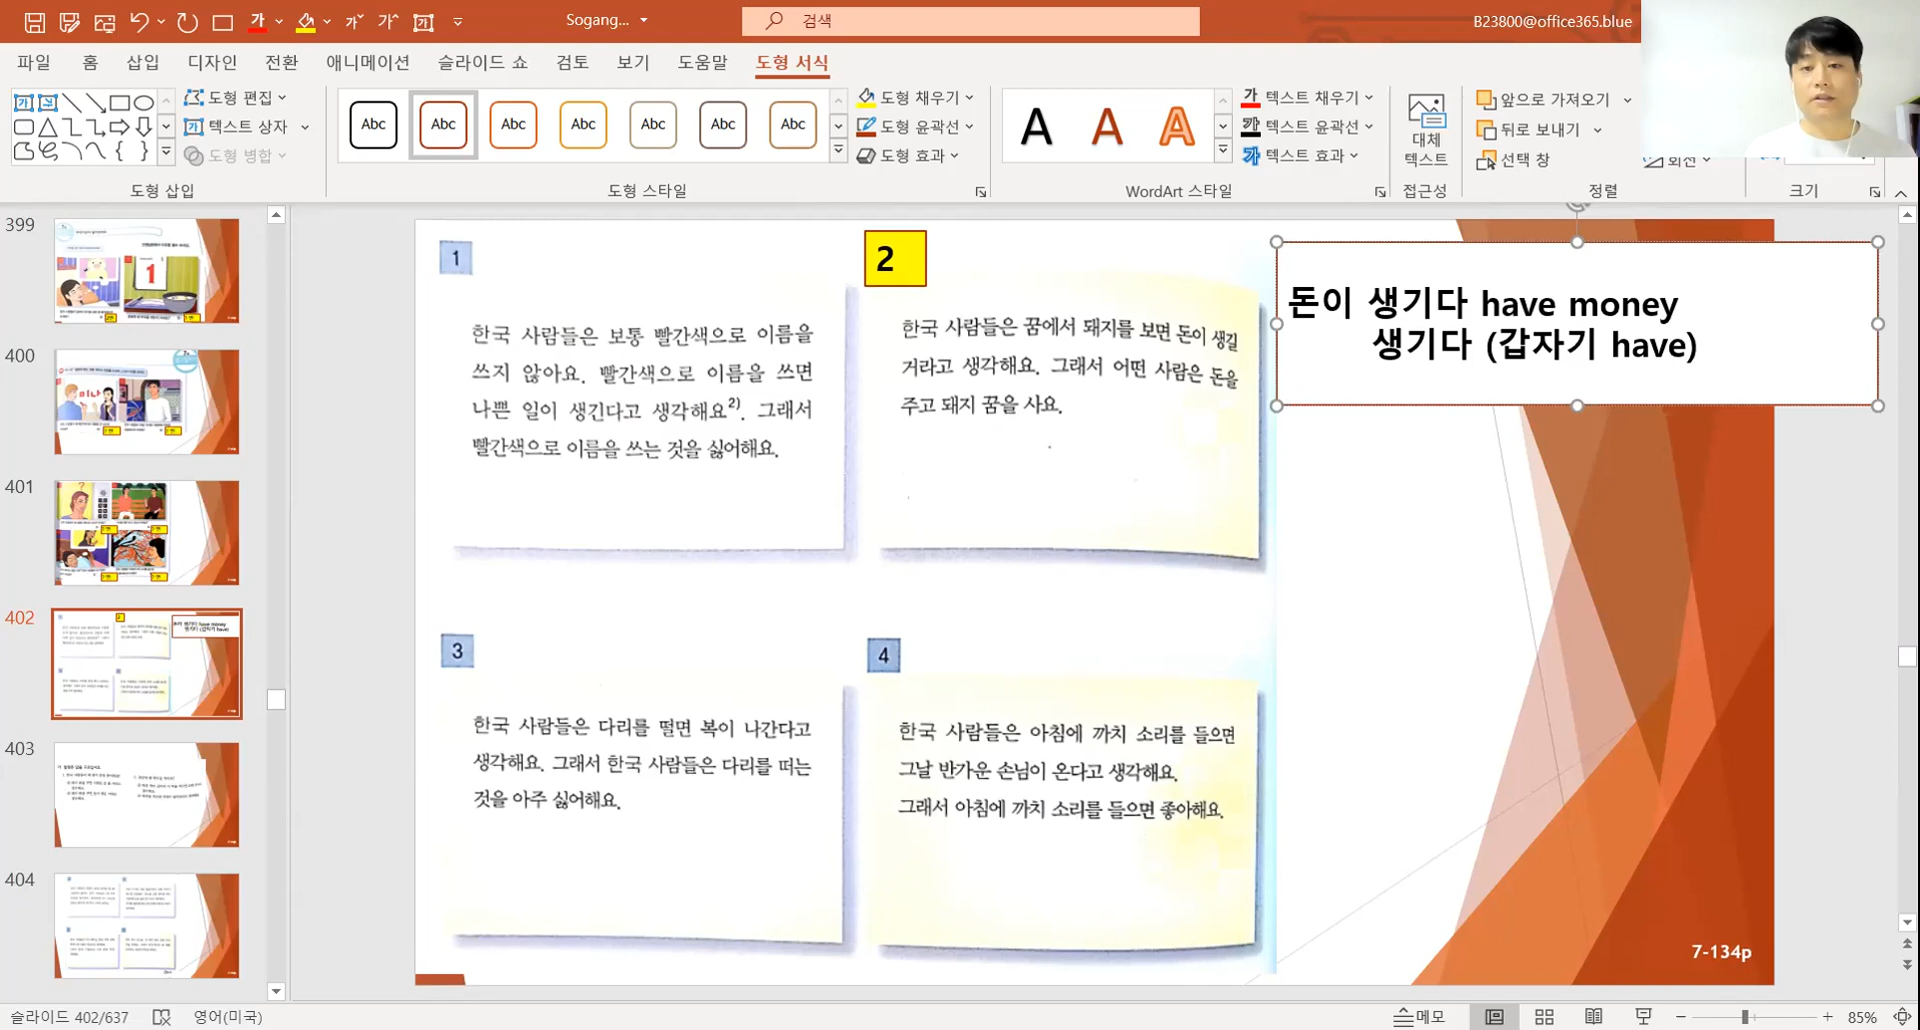 Sogang...
검색
B23800@office365.blue
파일 홈 삽입 디자인 전환 애니메이션 슬라이드 쇼 검토 보기 도움말 도형 서식
도형 편집
텍스트 상자
도형 병합
도형 삽입
Abc Abc Abc Abc Abc Abc Abc
도형 채우기
도형 윤곽선
도형 효과
도형 스타일
A A A
텍스트 채우기
텍스트 윤곽선
텍스트 효과
WordArt 스타일
대체
텍스트
접근성
앞으로 가져오기
뒤로 보내기
선택 창
회전
정렬
크기
399
400
401
402
403
404
1
한국 사람들은 보통 빨간색으로 이름을
쓰지 않아요. 빨간색으로 이름을 쓰면
나쁜 일이 생긴다고 생각해요2). 그래서
빨간색으로 이름을 쓰는 것을 싫어해요.
2
한국 사람들은 꿈에서 돼지를 보면 돈이 생길
거라고 생각해요. 그래서 어떤 사람은 돈을
주고 돼지 꿈을 사요.
돈이 생기다 have money
생기다 (갑자기 have)
3
한국 사람들은 다리를 떨면 복이 나간다고
생각해요. 그래서 한국 사람들은 다리를 떠는
것을 아주 싫어해요.
4
한국 사람들은 아침에 까치 소리를 들으면
그날 반가운 손님이 온다고 생각해요.
그래서 아침에 까치 소리를 들으면 좋아해요.
7-134p
슬라이드 402/637
영어(미국)
메모
85%